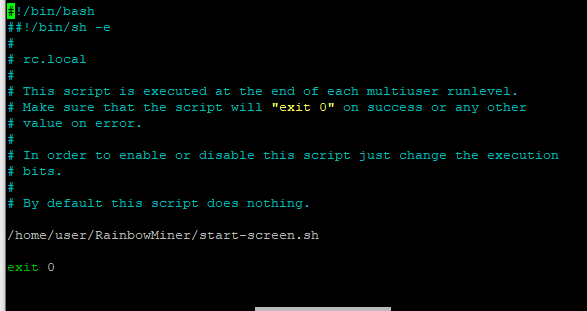 #!/bin/bash
##!/bin/sh -e
#
# rc.local
#
# This script is executed at the end of each multiuser runlevel.
# Make sure that the script will "exit 0" on success or any other
# value on error.
#
# In order to enable or disable this script just change the execution
# bits.
#
# By default this script does nothing.
/home/user/RainbowMiner/start-screen.sh
exit 0